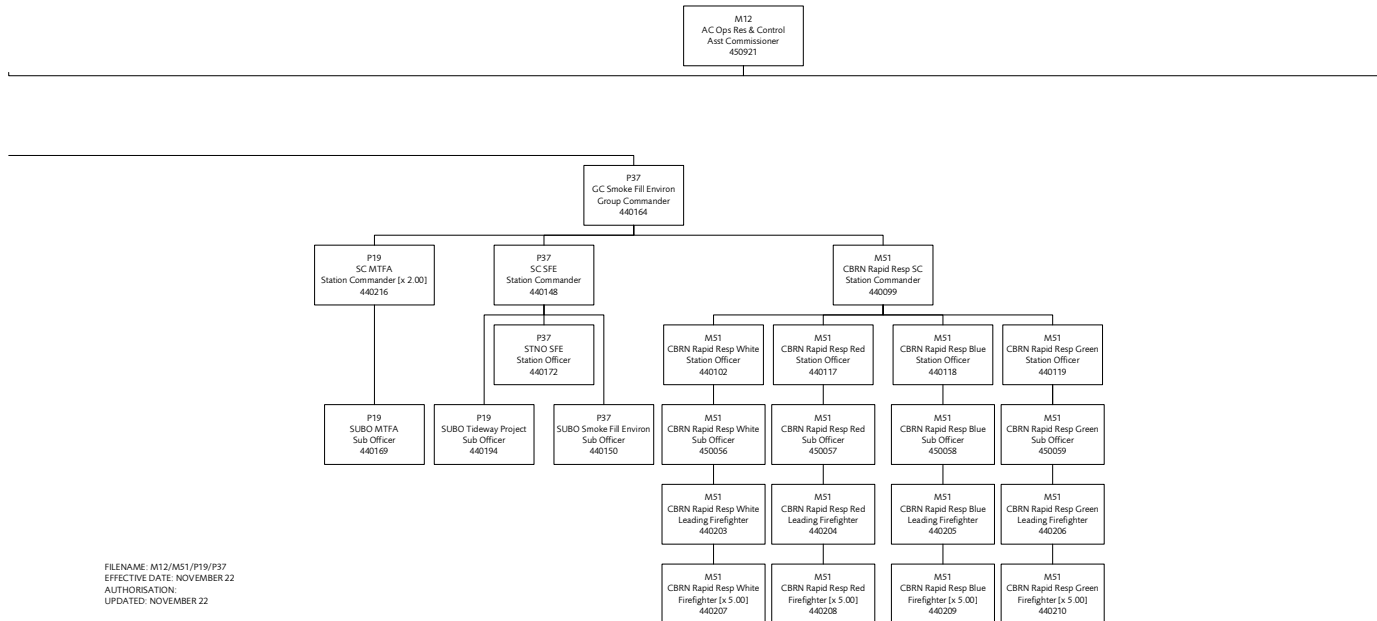 M12
AC Ops Res & Control
Asst Commissioner
450921
P37
GC Smoke Fill Environ
Group Commander
440164
P19
SC MTFA
Station Commander [x 2.00]
440216
P37
SC SFE
Station Commander
440148
M51
CBRN Rapid Resp SC
Station Commander
440099
P37
STNO SFE
Station Officer
440172
M51
CBRN Rapid Resp White
Station Officer
440102
M51
CBRN Rapid Resp Red
Station Officer
440117
M51
CBRN Rapid Resp Blue
Station Officer
440118
M51
CBRN Rapid Resp Green
Station Officer
440119
P19
SUBO MTFA
Sub Officer
440169
P19
SUBO Tideway Project
Sub Officer
440194
P37
SUBO Smoke Fill Environ
Sub Officer
440150
M51
CBRN Rapid Resp White
Sub Officer
450056
M51
CBRN Rapid Resp Red
Sub Officer
450057
M51
CBRN Rapid Resp Blue
Sub Officer
450058
M51
CBRN Rapid Resp Green
Sub Officer
450059
M51
CBRN Rapid Resp White
Leading Firefighter
440203
M51
CBRN Rapid Resp Red
Leading Firefighter
440204
M51
CBRN Rapid Resp Blue
Leading Firefighter
440205
M51
CBRN Rapid Resp Green
Leading Firefighter
440206
M51
CBRN Rapid Resp White
Firefighter [x 5.00]
440207
M51
CBRN Rapid Resp Red
Firefighter [x 5.00]
440208
M51
CBRN Rapid Resp Blue
Firefighter [x 5.00]
440209
M51
CBRN Rapid Resp Green
Firefighter [x 5.00]
440210
FILENAME: M12/M51/P19/P37
EFFECTIVE DATE: NOVEMBER 22
AUTHORISATION:
UPDATED: NOVEMBER 22